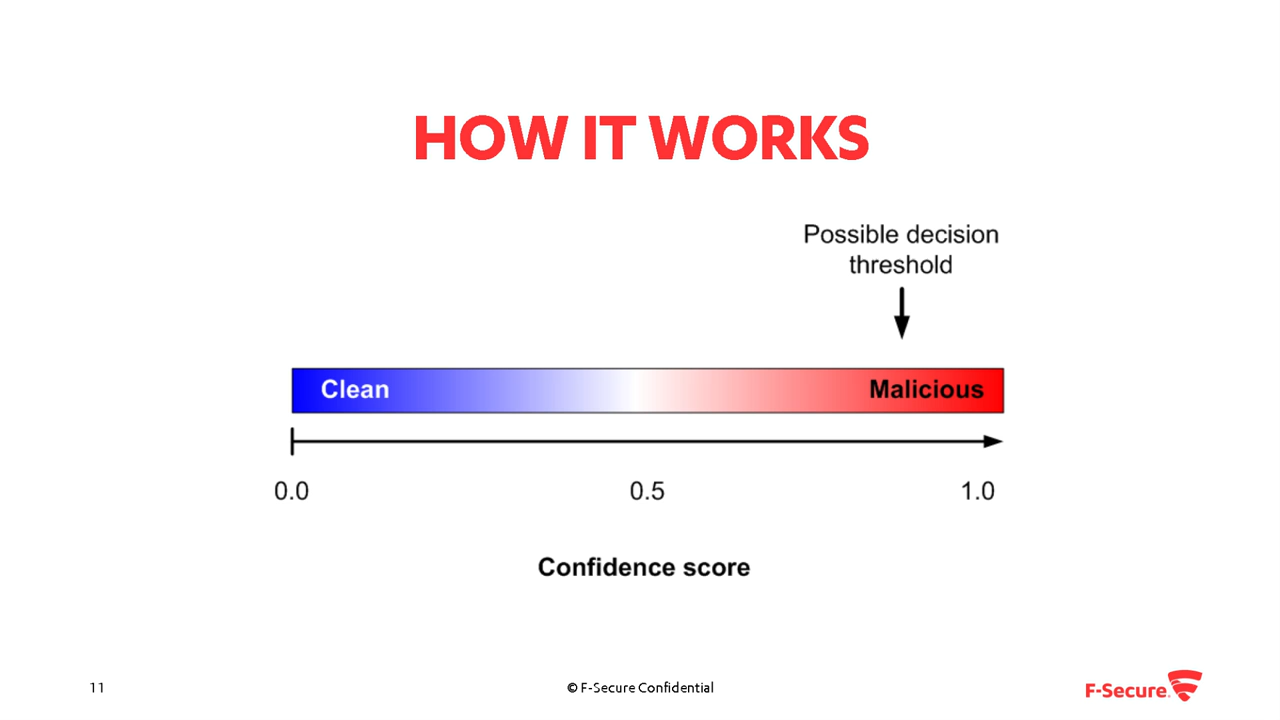 HOW IT WORKS
Possible decision
threshold
Clean
Malicious
0.0
0.5
1.0
Confidence score
11
© F-Secure Confidential
F-Secure